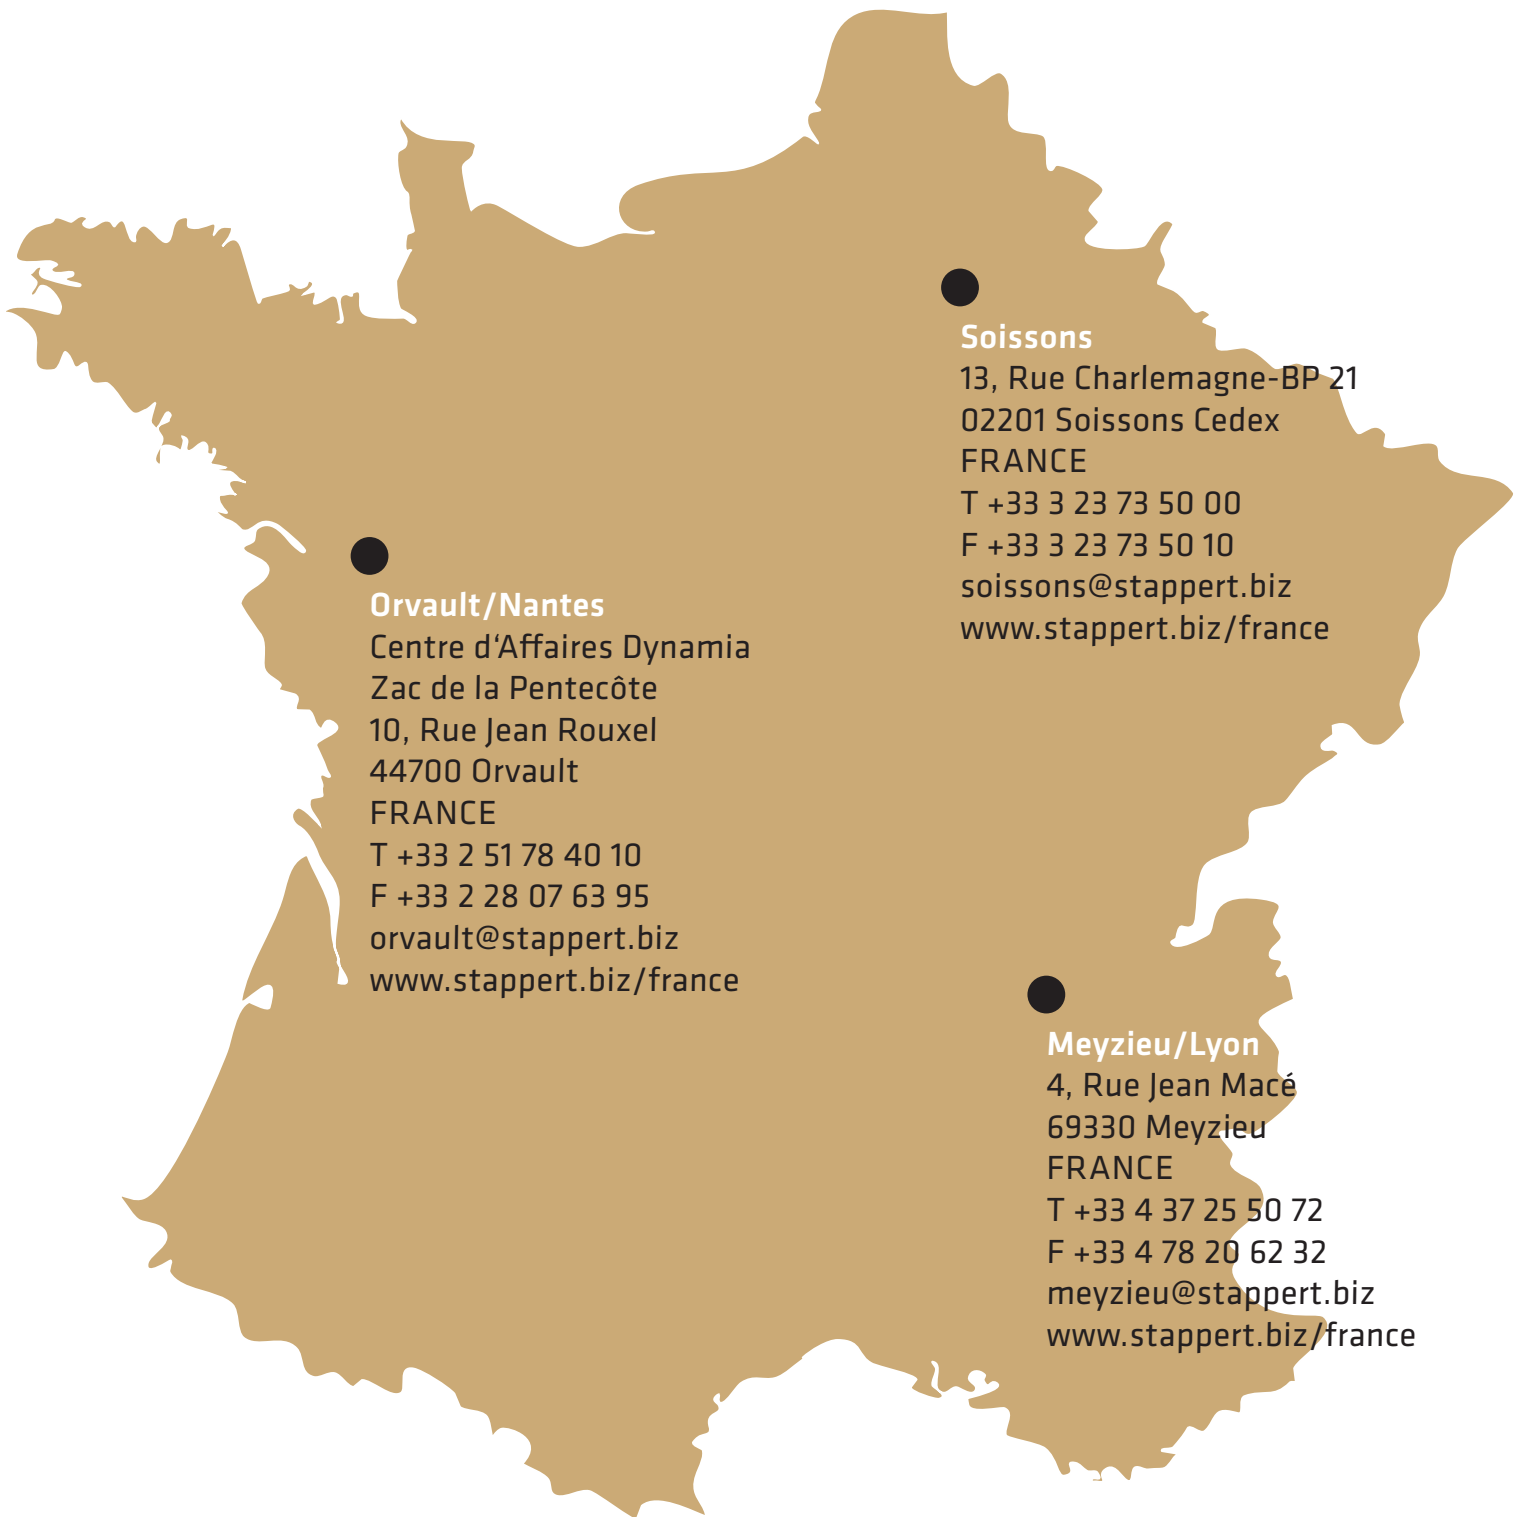 Soissons
13, Rue Charlemagne-BP 21
02201 Soissons Cedex
FRANCE
T +33 3 23 73 50 00
F +33 3 23 73 50 10
soissons@stappert.biz
www.stappert.biz/france
Orvault/Nantes
Centre d‘Affaires Dynamia
Zac de la Pentecôte
10, Rue Jean Rouxel
44700 Orvault
FRANCE
T +33 2 51 78 40 10
F +33 2 28 07 63 95
orvault@stappert.biz
www.stappert.biz/france
Meyzieu/Lyon
4, Rue Jean Macé
69330 Meyzieu
FRANCE
T +33 4 37 25 50 72
F +33 4 78 20 62 32
meyzieu@stappert.biz
www.stappert.biz/france